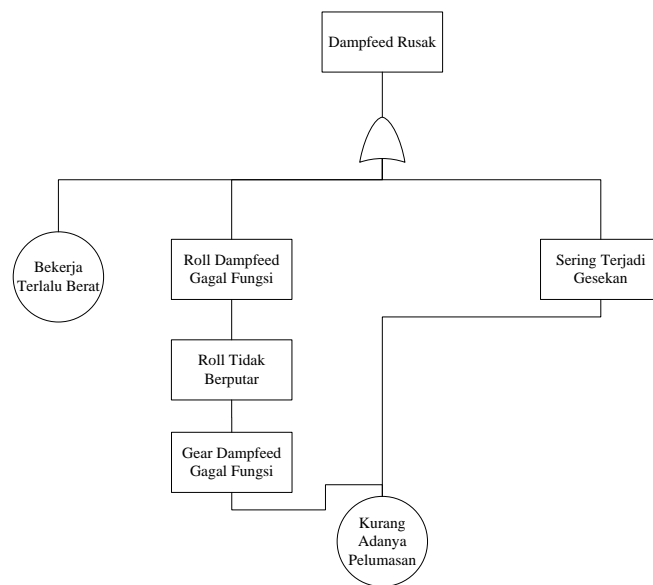 Dampfeed Rusak
Bekerja
Terlalu Berat
Roll Dampfeed
Gagal Fungsi
Sering Terjadi
Gesekan
Roll Tidak
Berputar
Gear Dampfeed
Gagal Fungsi
Kurang
Adanya
Pelumasan